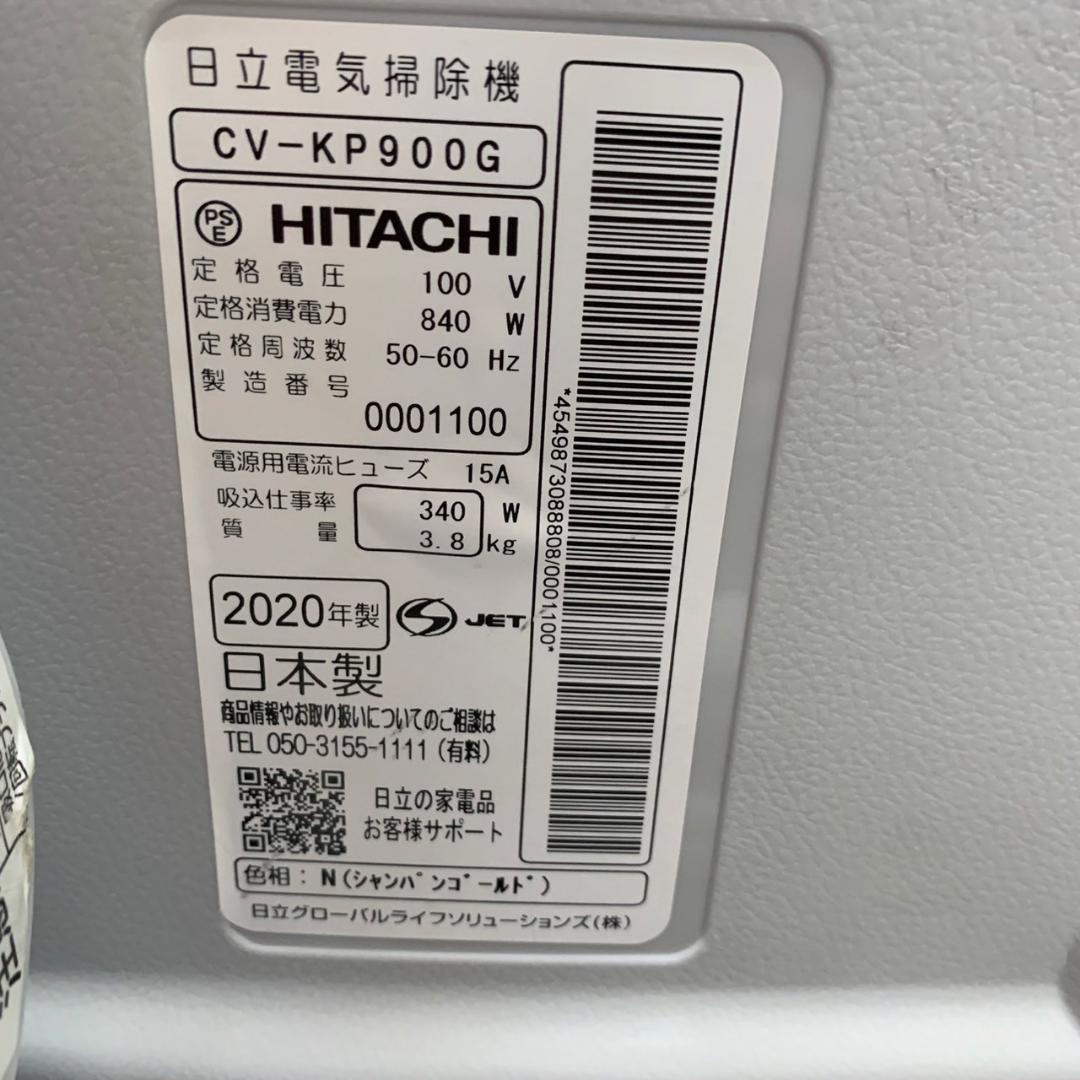 日立電気掃除機
CV-KP900G
PS
E
HITACHI
定格電圧 100 V
定格消費電力 840 W
定格周波数 50-60 Hz
製造番号
0001100
電源用電流ヒューズ 15A
吸込仕事率 340 W
質量 3.8 kg
2020年製
JET
日本製
商品情報やお取り扱いについてのご相談は
TEL 050-3155-1111(有料)
日立の家電品
お客様サポート
色相:N(シャンパンゴールド)
日立グローバルライフソリューションズ(株)
*4549873088808/0001100*